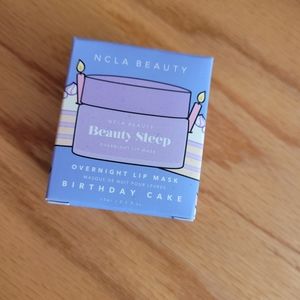 NCLA BEAUTY
NCLA BEAUTY
Beauty Sleep
OVERNIGHT LIP MASK
OVERNIGHT LIP MASK
MASQUE DE NUIT POUR LÈVRES
BIRTHDAY CAKE